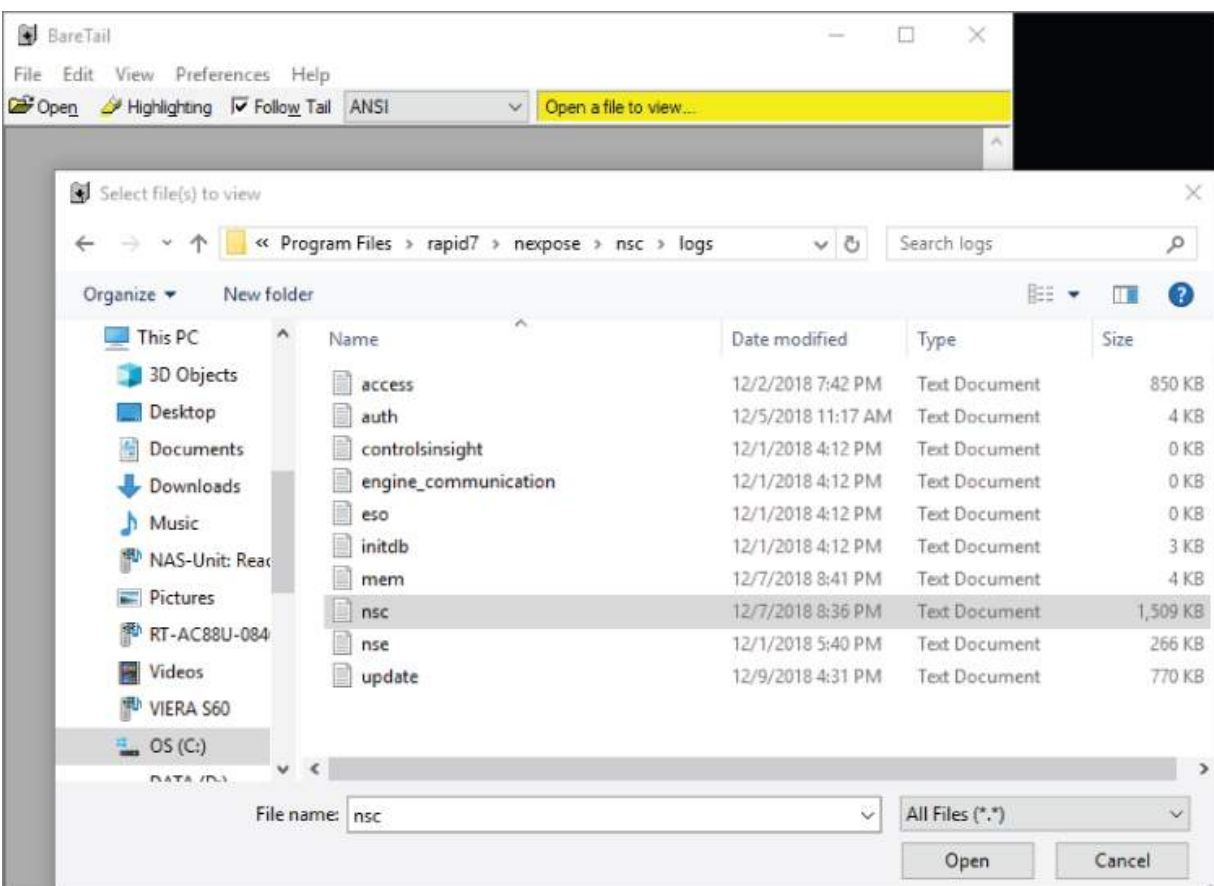 BareTail
File Edit View Preferences Help
Open Highlighting Follow Tail ANSI Open a file to view...
Select file(s) to view
« Program Files › rapid7 › nexpose › nsc › logs Search logs
Organize New folder
This PC Name Date modified Type Size
3D Objects access 12/2/2018 7:42 PM Text Document 850 KB
Desktop auth 12/5/2018 11:17 AM Text Document 4 KB
Documents controlsinsight 12/1/2018 4:12 PM Text Document 0 KB
Downloads engine_communication 12/1/2018 4:12 PM Text Document 0 KB
Music eso 12/1/2018 4:12 PM Text Document 0 KB
NAS-Unit: Read initdb 12/1/2018 4:12 PM Text Document 3 KB
Pictures mem 12/7/2018 8:41 PM Text Document 4 KB
RT-AC88U-084 nsc 12/7/2018 8:36 PM Text Document 1,509 KB
Videos nse 12/1/2018 5:40 PM Text Document 266 KB
VIERA S60 update 12/9/2018 4:31 PM Text Document 770 KB
OS (C:)
DATA (D:)
File name: nsc All Files (*.*)
Open Cancel